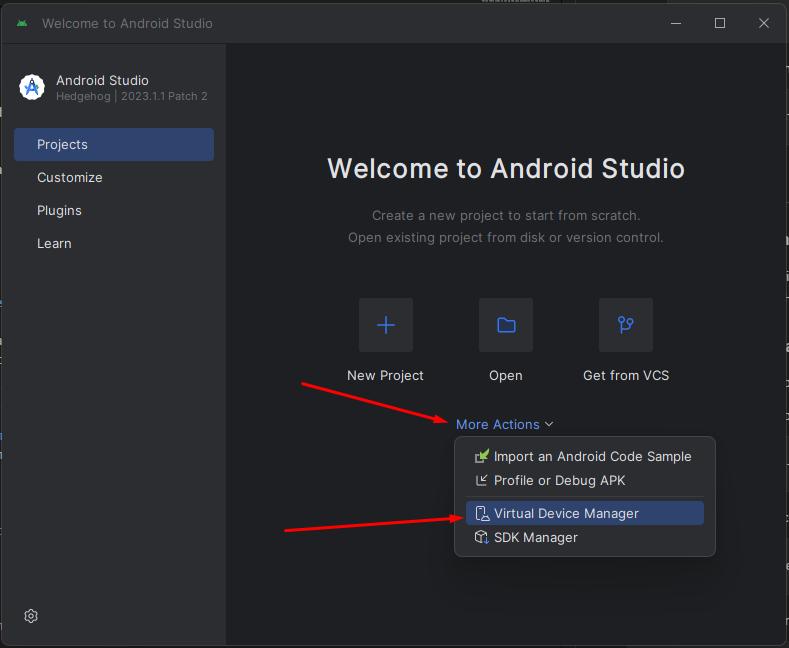 Welcome to Android Studio
Android Studio
Hedgehog | 2023.1.1 Patch 2
Projects
Customize
Plugins
Learn
Welcome to Android Studio
Create a new project to start from scratch.
Open existing project from disk or version control.
New Project
Open
Get from VCS
More Actions
Import an Android Code Sample
Profile or Debug APK
Virtual Device Manager
SDK Manager